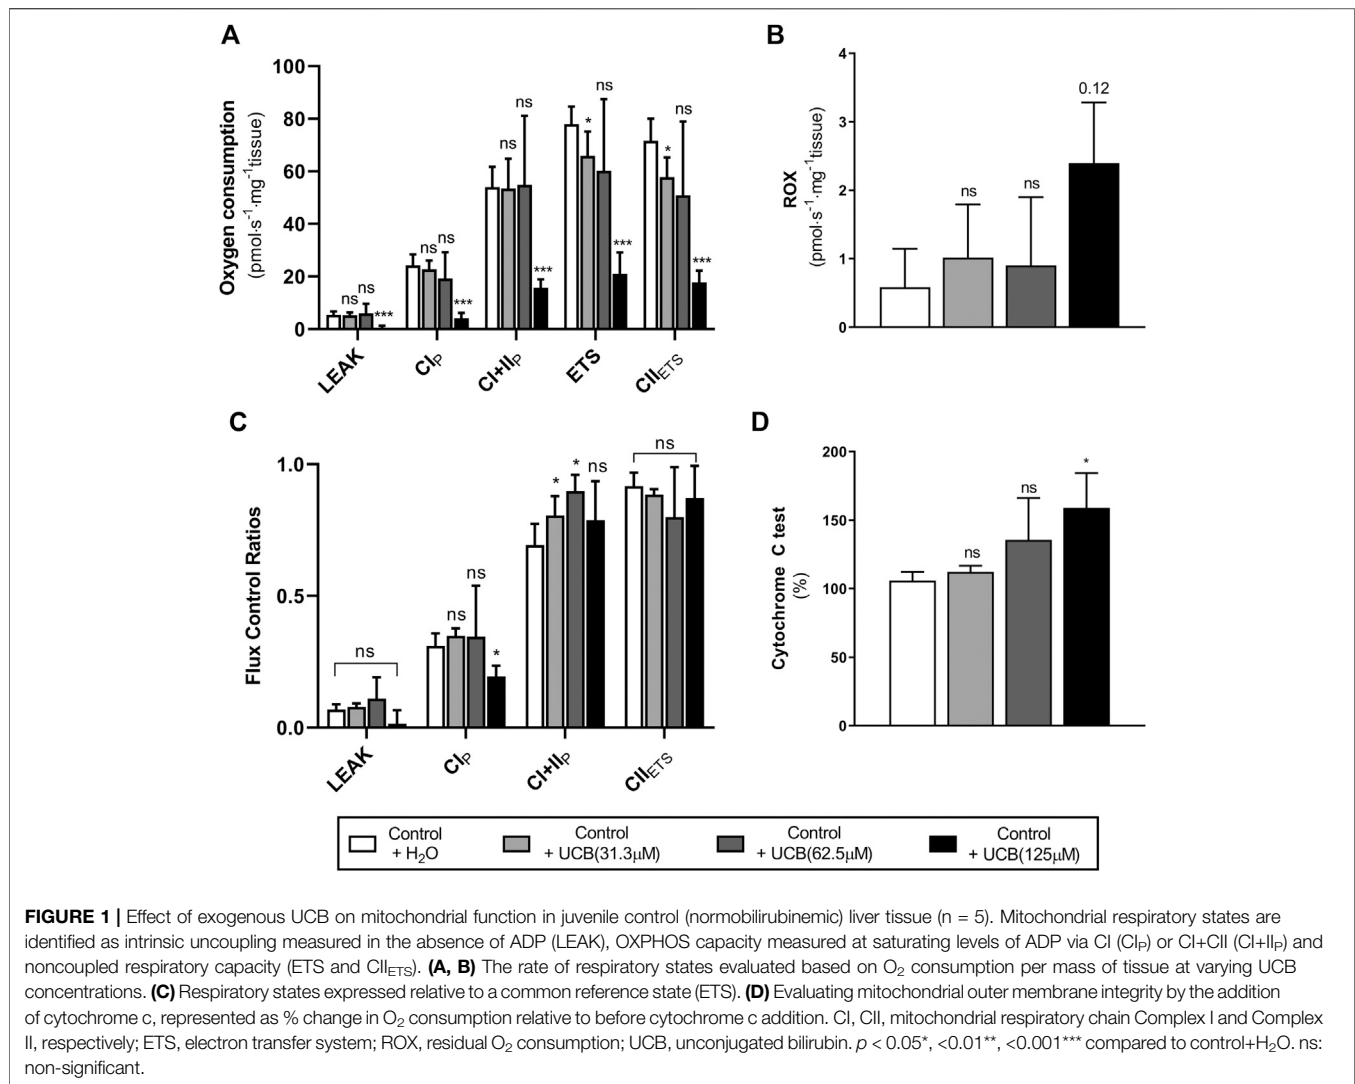 A
Oxygen consumption
(pmol·s⁻¹·mg⁻¹tissue)
100
80
60
40
20
0
ns
ns
***
ns
ns
***
ns
ns
***
*
ns
***
*
ns
***
LEAK
CIP
CI+IIP
ETS
CIIETS
B
ROX
(pmol·s⁻¹·mg⁻¹tissue)
4
3
2
1
0
ns
ns
0.12
C
Flux Control Ratios
1.0
0.5
0.0
ns
ns
ns
*
*
*
ns
ns
LEAK
CIP
CI+IIP
CIIETS
D
Cytochrome C test
(%)
200
150
100
50
0
ns
ns
*
Control
+ H₂O
Control
+ UCB(31.3μM)
Control
+ UCB(62.5μM)
Control
+ UCB(125μM)
FIGURE 1 | Effect of exogenous UCB on mitochondrial function in juvenile control (normobilirubinemic) liver tissue (n = 5). Mitochondrial respiratory states are
identified as intrinsic uncoupling measured in the absence of ADP (LEAK), OXPHOS capacity measured at saturating levels of ADP via CI (CIP) or CI+CII (CI+IIP) and
noncoupled respiratory capacity (ETS and CIIETS). (A, B) The rate of respiratory states evaluated based on O₂ consumption per mass of tissue at varying UCB
concentrations. (C) Respiratory states expressed relative to a common reference state (ETS). (D) Evaluating mitochondrial outer membrane integrity by the addition
of cytochrome c, represented as % change in O₂ consumption relative to before cytochrome c addition. CI, CII, mitochondrial respiratory chain Complex I and Complex
II, respectively; ETS, electron transfer system; ROX, residual O₂ consumption; UCB, unconjugated bilirubin. p < 0.05*, <0.01**, <0.001*** compared to control+H₂O. ns:
non-significant.